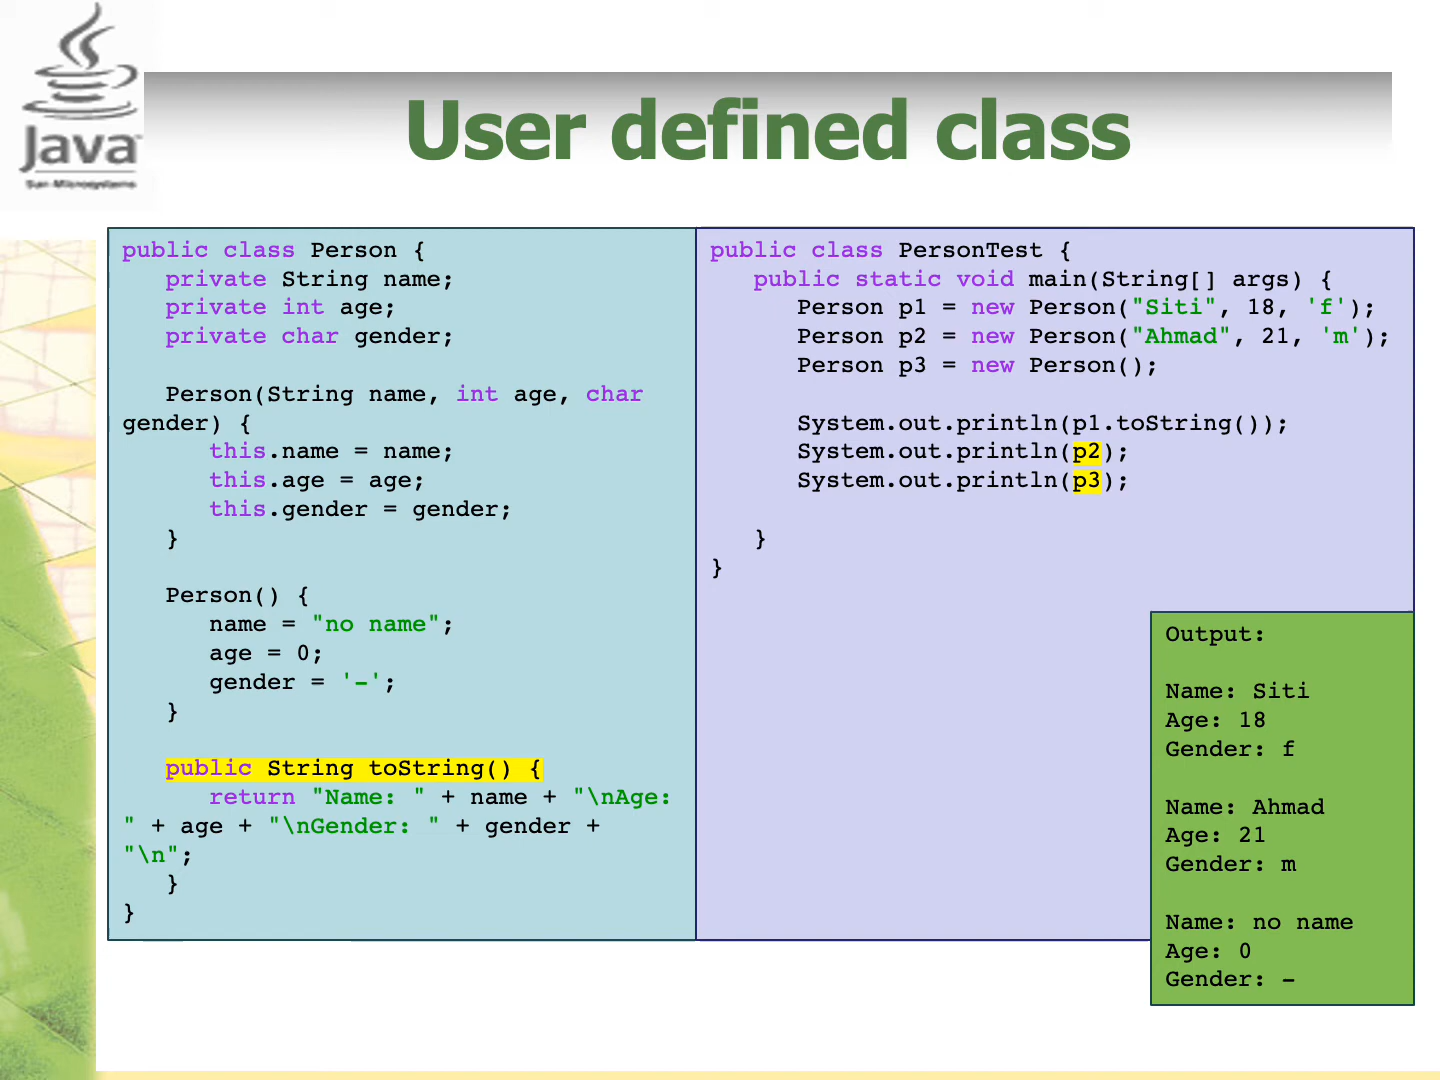 Java
Sun Microsystems
User defined class
public class Person {
private String name;
private int age;
private char gender;
Person(String name, int age, char
gender) {
this.name = name;
this.age = age;
this.gender = gender;
}
Person() {
name = "no name";
age = 0;
gender = '-';
}
public String toString() {
return "Name: " + name + "\nAge:
" + age + "\nGender: " + gender +
"\n";
}
}
public class PersonTest {
public static void main(String[] args) {
Person p1 = new Person("Siti", 18, 'f');
Person p2 = new Person("Ahmad", 21, 'm');
Person p3 = new Person();
System.out.println(p1.toString());
System.out.println(p2);
System.out.println(p3);
}
}
Output:
Name: Siti
Age: 18
Gender: f
Name: Ahmad
Age: 21
Gender: m
Name: no name
Age: 0
Gender: -